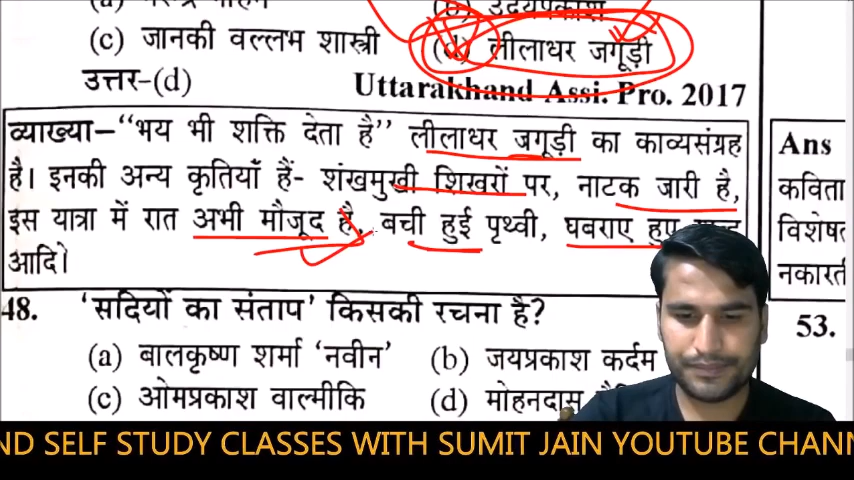 (c) जानकी वल्लभ शास्त्री (d) लीलाधर जगूड़ी
उत्तर-(d)
Uttarakhand Assi. Pro. 2017
व्याख्या–"भय भी शक्ति देता है" लीलाधर जगूड़ी का काव्यसंग्रह
है। इनकी अन्य कृतियाँ हैं- शंखमुखी शिखरों पर, नाटक जारी है,
इस यात्रा में रात अभी मौजूद है, बची हुई पृथ्वी, घवराए हुए
आदि।
48. 'सदियों का संताप' किसकी रचना है?
(a) बालकृष्ण शर्मा 'नवीन' (b) जयप्रकाश कर्दम
(c) ओमप्रकाश वाल्मीकि (d) मोहनदास
Ans
कविता
53.
ND SELF STUDY CLASSES WITH SUMIT JAIN YOUTUBE CHANN